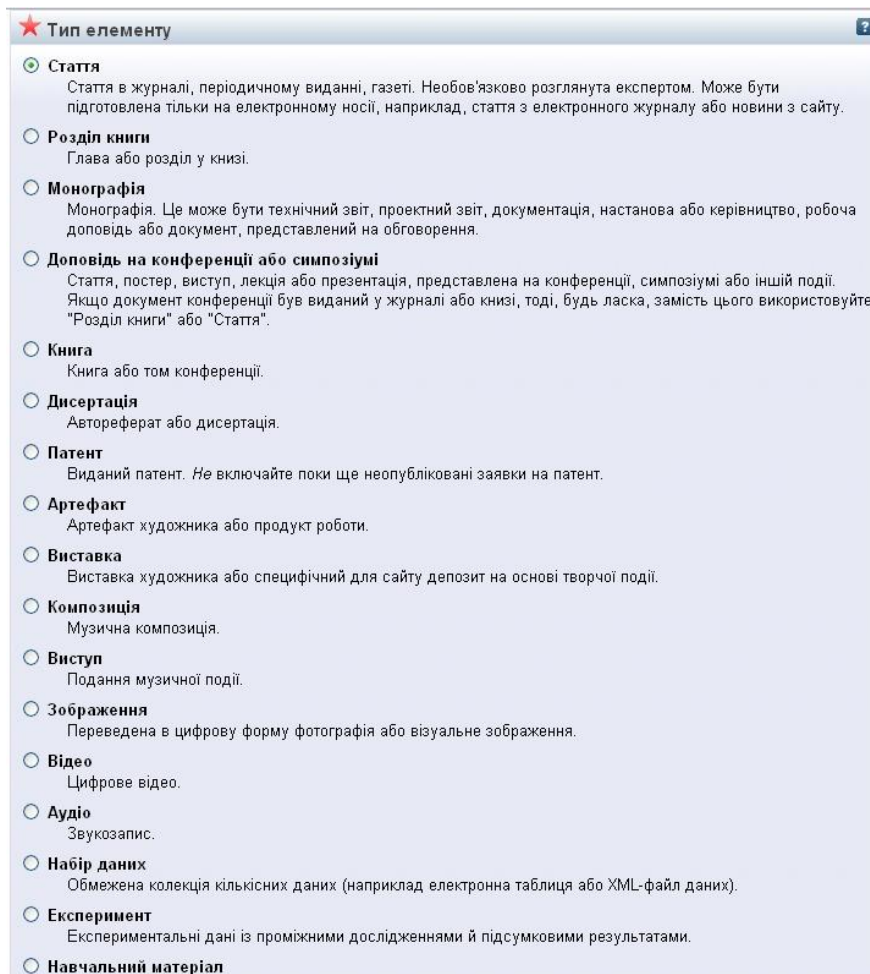 Тип елементу ?
Стаття
Стаття в журналі, періодичному виданні, газеті. Необов'язково розглянута експертом. Може бути
підготовлена тільки на електронному носії, наприклад, стаття з електронного журналу або новини з сайту.
Розділ книги
Глава або розділ у книзі.
Монографія
Монографія. Це може бути технічний звіт, проектний звіт, документація, настанова або керівництво, робоча
доповідь або документ, представлений на обговорення.
Доповідь на конференції або симпозіумі
Стаття, постер, виступ, лекція або презентація, представлена на конференції, симпозіумі або іншій події.
Якщо документ конференції був виданий у журналі або книзі, тоді, будь ласка, замість цього використовуйте
"Розділ книги" або "Стаття".
Книга
Книга або том конференції.
Дисертація
Автореферат або дисертація.
Патент
Виданий патент. Не включайте поки ще неопубліковані заявки на патент.
Артефакт
Артефакт художника або продукт роботи.
Виставка
Виставка художника або специфічний для сайту депозит на основі творчої події.
Композиція
Музична композиція.
Виступ
Подання музичної події.
Зображення
Переведена в цифрову форму фотографія або візуальне зображення.
Відео
Цифрове відео.
Аудіо
Звукозапис.
Набір даних
Обмежена колекція кількісних даних (наприклад електронна таблиця або XML-файл даних).
Експеримент
Експериментальні дані із проміжними дослідженнями й підсумковими результатами.
Навчальний матеріал